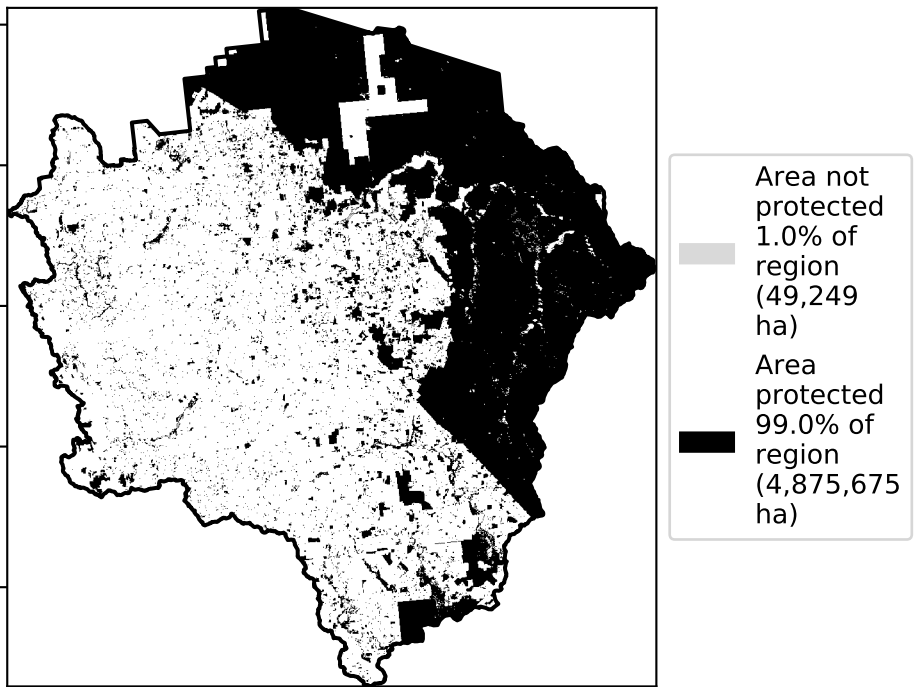 Area not
protected
1.0% of
region
(49,249
ha)
Area
protected
99.0% of
region
(4,875,675
ha)